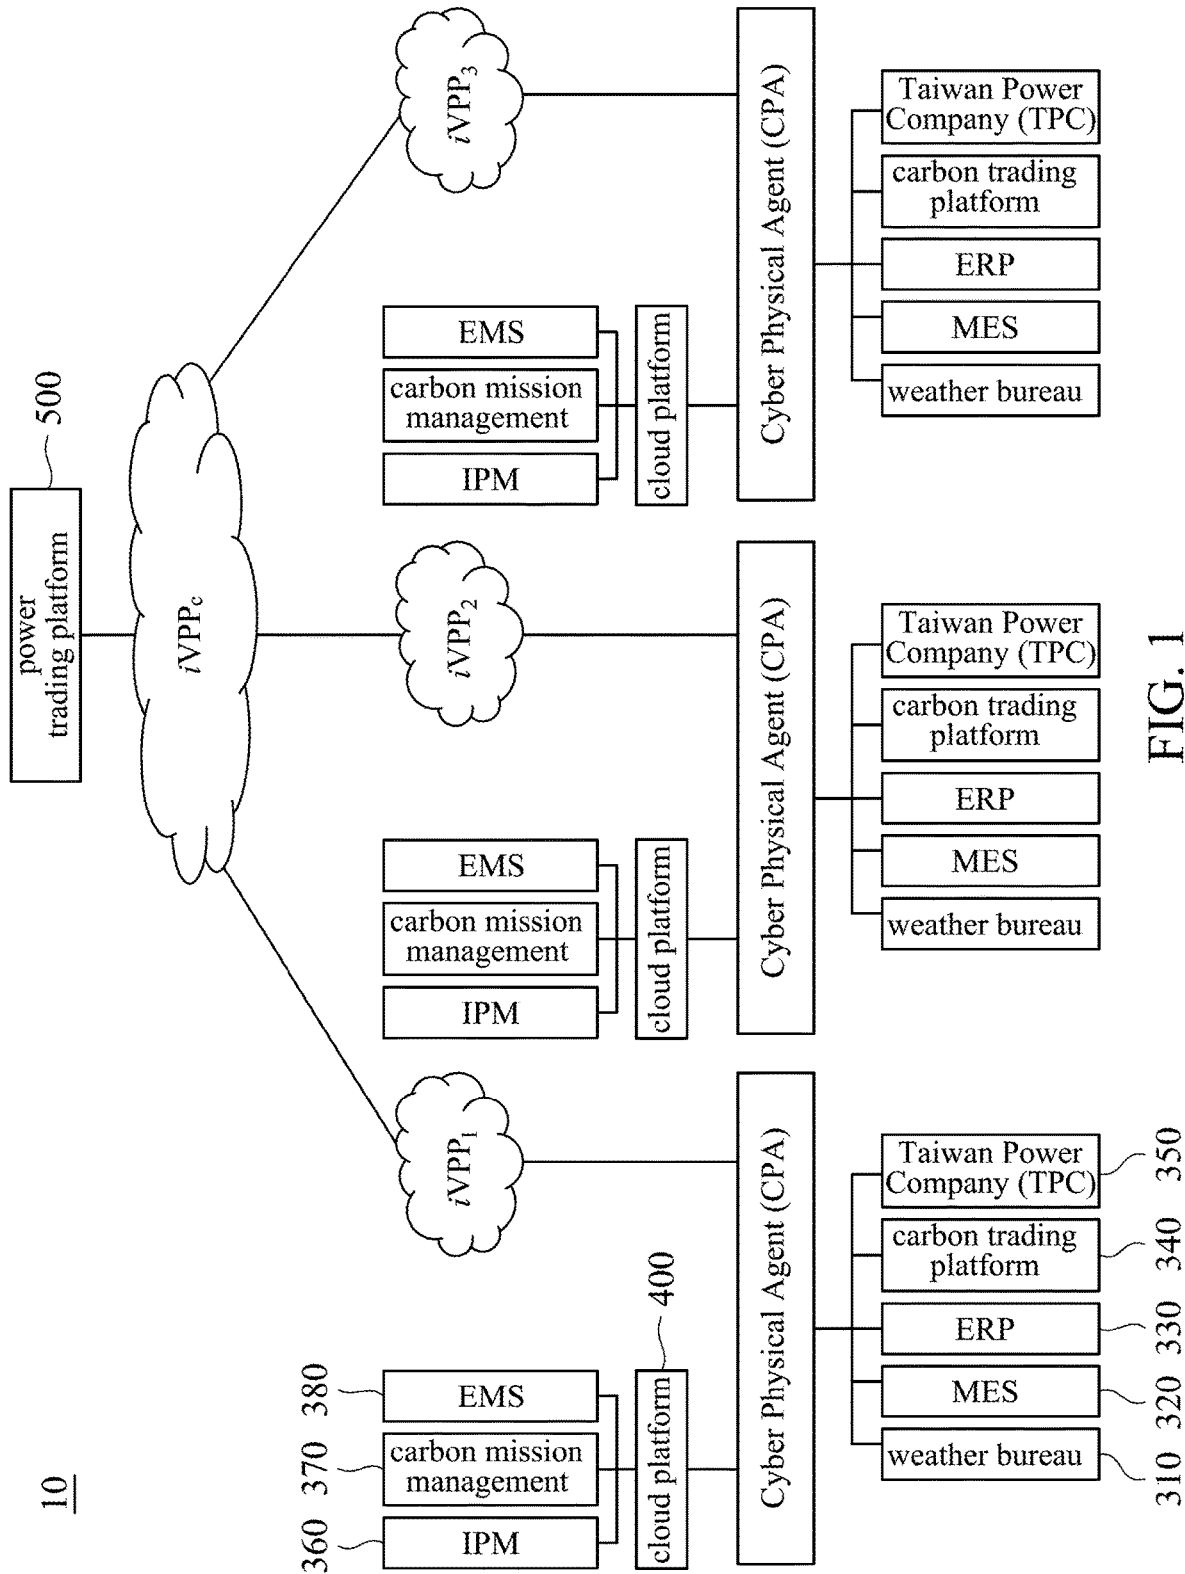 10
power
trading platform
500
iVPPc
iVPP1
iVPP2
iVPP3
360
370
380
IPM
carbon mission
management
EMS
cloud platform
400
Cyber Physical Agent (CPA)
weather bureau
MES
ERP
carbon trading
platform
Taiwan Power
Company (TPC)
310
320
330
340
350
IPM
carbon mission
management
EMS
cloud platform
Cyber Physical Agent (CPA)
weather bureau
MES
ERP
carbon trading
platform
Taiwan Power
Company (TPC)
IPM
carbon mission
management
EMS
cloud platform
Cyber Physical Agent (CPA)
weather bureau
MES
ERP
carbon trading
platform
Taiwan Power
Company (TPC)
FIG. 1